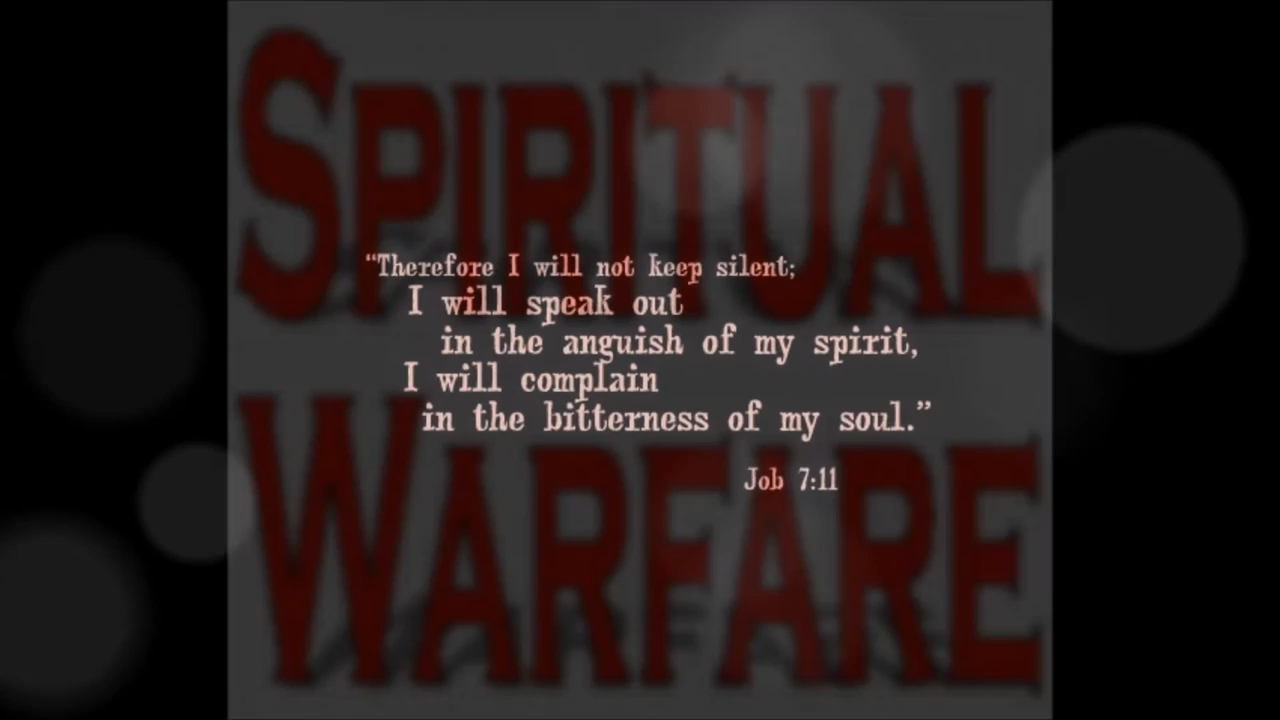 SPIRITUAL
“Therefore I will not keep silent;
I will speak out
in the anguish of my spirit,
I will complain
in the bitterness of my soul.”
Job 7:11
WARFARE